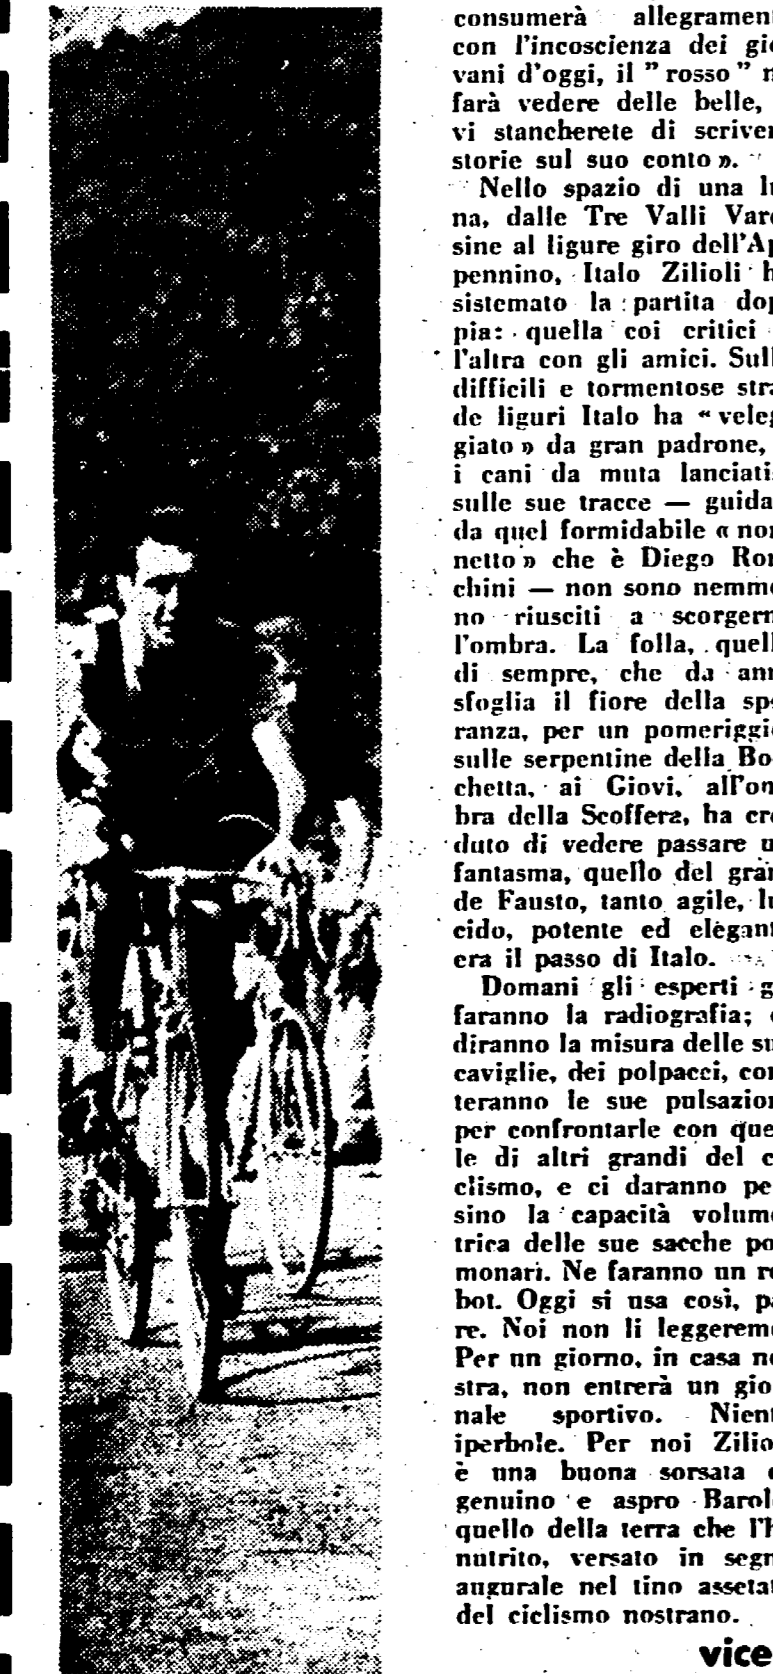 consumerà allegrament
con l'incoscienza dei gio
vani d'oggi, il "rosso" n
farà vedere delle belle,
vi stancherete di scriver
storie sul suo conto ».
Nello spazio di una lu
na, dalle Tre Valli Vare
sine al ligure giro dell'Ap
pennino, Italo Zilioli h
sistemato la partita dop
pia: quella coi critici
l'altra con gli amici. Sull
difficili e tormentose stra
de liguri Italo ha « veleg
giato » da gran padrone,
i cani da muta lanciatis
sulle sue tracce — guida
da quel formidabile « non
netto » che è Diego Ron
chini — non sono nemme
no riusciti a scorgern
l'ombra. La folla, quell
di sempre, che da ann
sfoglia il fiore della spe
ranza, per un pomeriggio
sulle serpentine della Boc
chetta, ai Giovi, all'om
bra della Scoffera, ha cre
duto di vedere passare u
fantasma, quello del gran
de Fausto, tanto agile, lu
cido, potente ed elegant
era il passo di Italo.
Domani gli esperti g
faranno la radiografia; c
diranno la misura delle su
caviglie, dei polpacci, con
teranno le sue pulsazion
per confrontarle con quel
le di altri grandi del ci
clismo, e ci daranno per
sino la capacità volume
trica delle sue sacche pol
monari. Ne faranno un ro
bot. Oggi si usa così, pa
re. Noi non li leggeremo
Per un giorno, in casa no
stra, non entrerà un gior
nale sportivo. Nient
iperbole. Per noi Ziliol
è una buona sorsata d
genuino e aspro Barol
quello della terra che l'h
nutrito, versato in segn
augurale nel tino assetat
del ciclismo nostrano.
vice